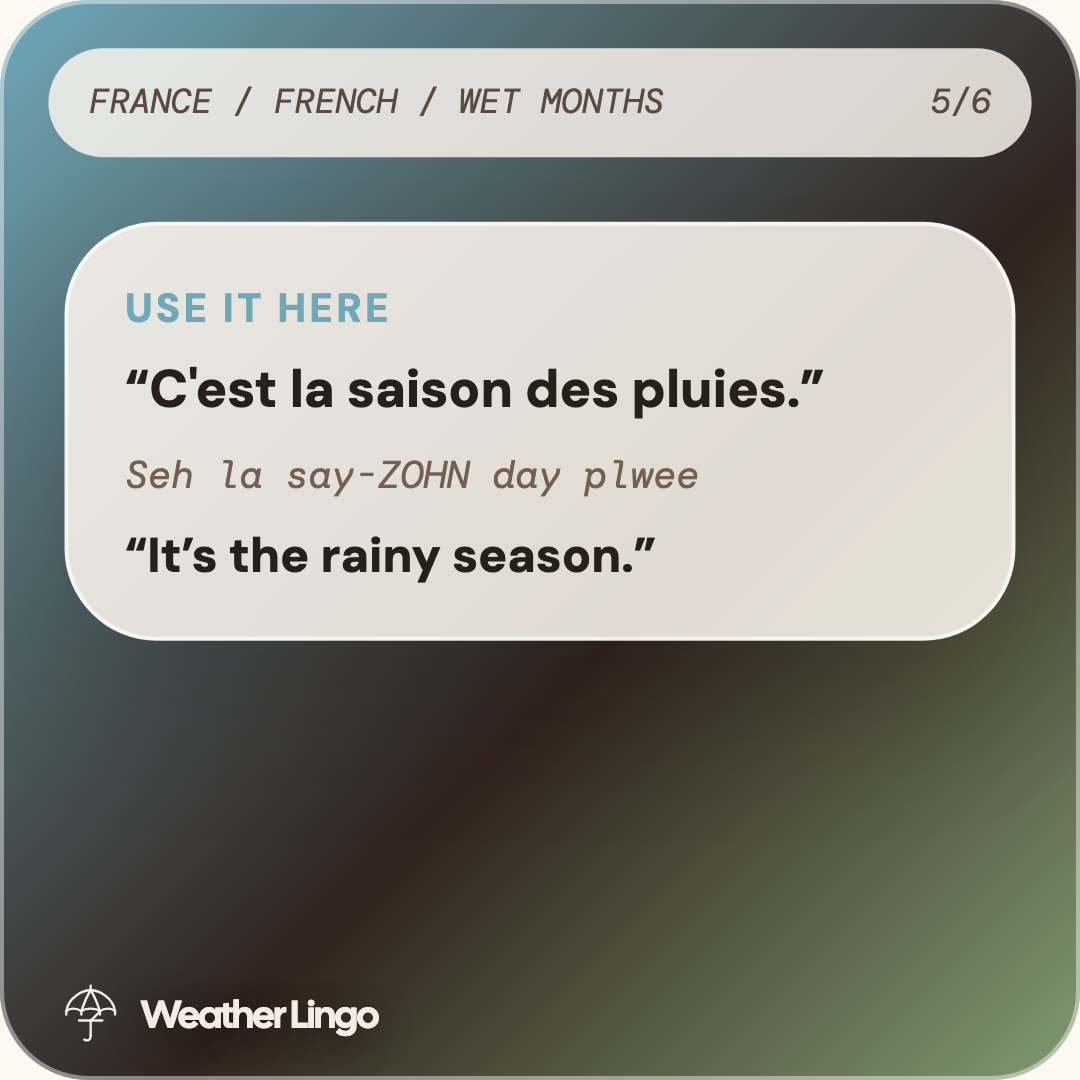 FRANCE / FRENCH / WET MONTHS 5/6
USE IT HERE
“C'est la saison des pluies.”
Seh la say-ZOHN day plwee
“It’s the rainy season.”
Weather Lingo